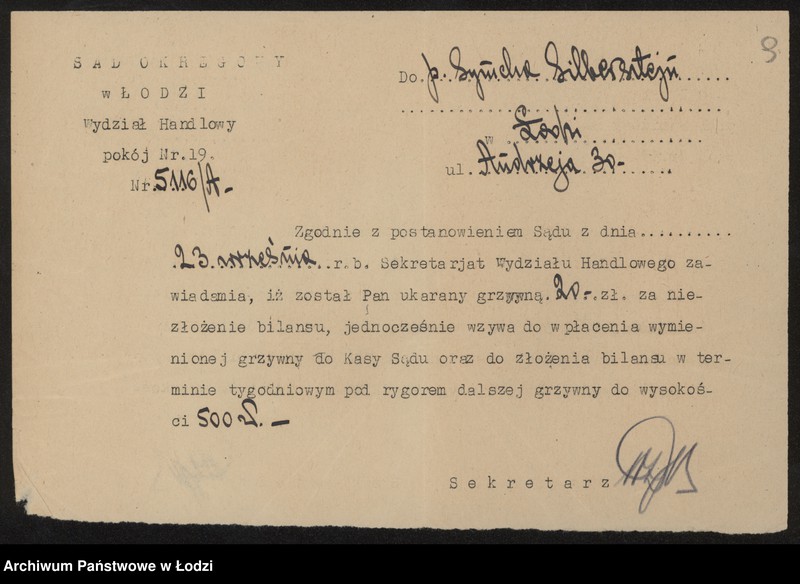 9
SĄD OKRĘGOWY
w ŁODZI
Wydział Handlowy
pokój Nr.19.
Nr.5116/A-
Do p. Symcha Silbersztejn
w Łodzi
ul. Andrzeja 30-
Zgodnie z postanowieniem Sądu z dnia..........
23 września r.b. Sekretarjat Wydziału Handlowego za-
wiadamia, iż został Pan ukarany grzywną 20-.zł. za nie-
złożenie bilansu, jednocześnie wzywa do wpłacenia wymie-
nionej grzywny do Kasy Sądu oraz do złożenia bilansu w ter-
minie tygodniowym pod rygorem dalszej grzywny do wysokoś-
ci 500 zł. —
Sekretarz
Archiwum Państwowe w Łodzi